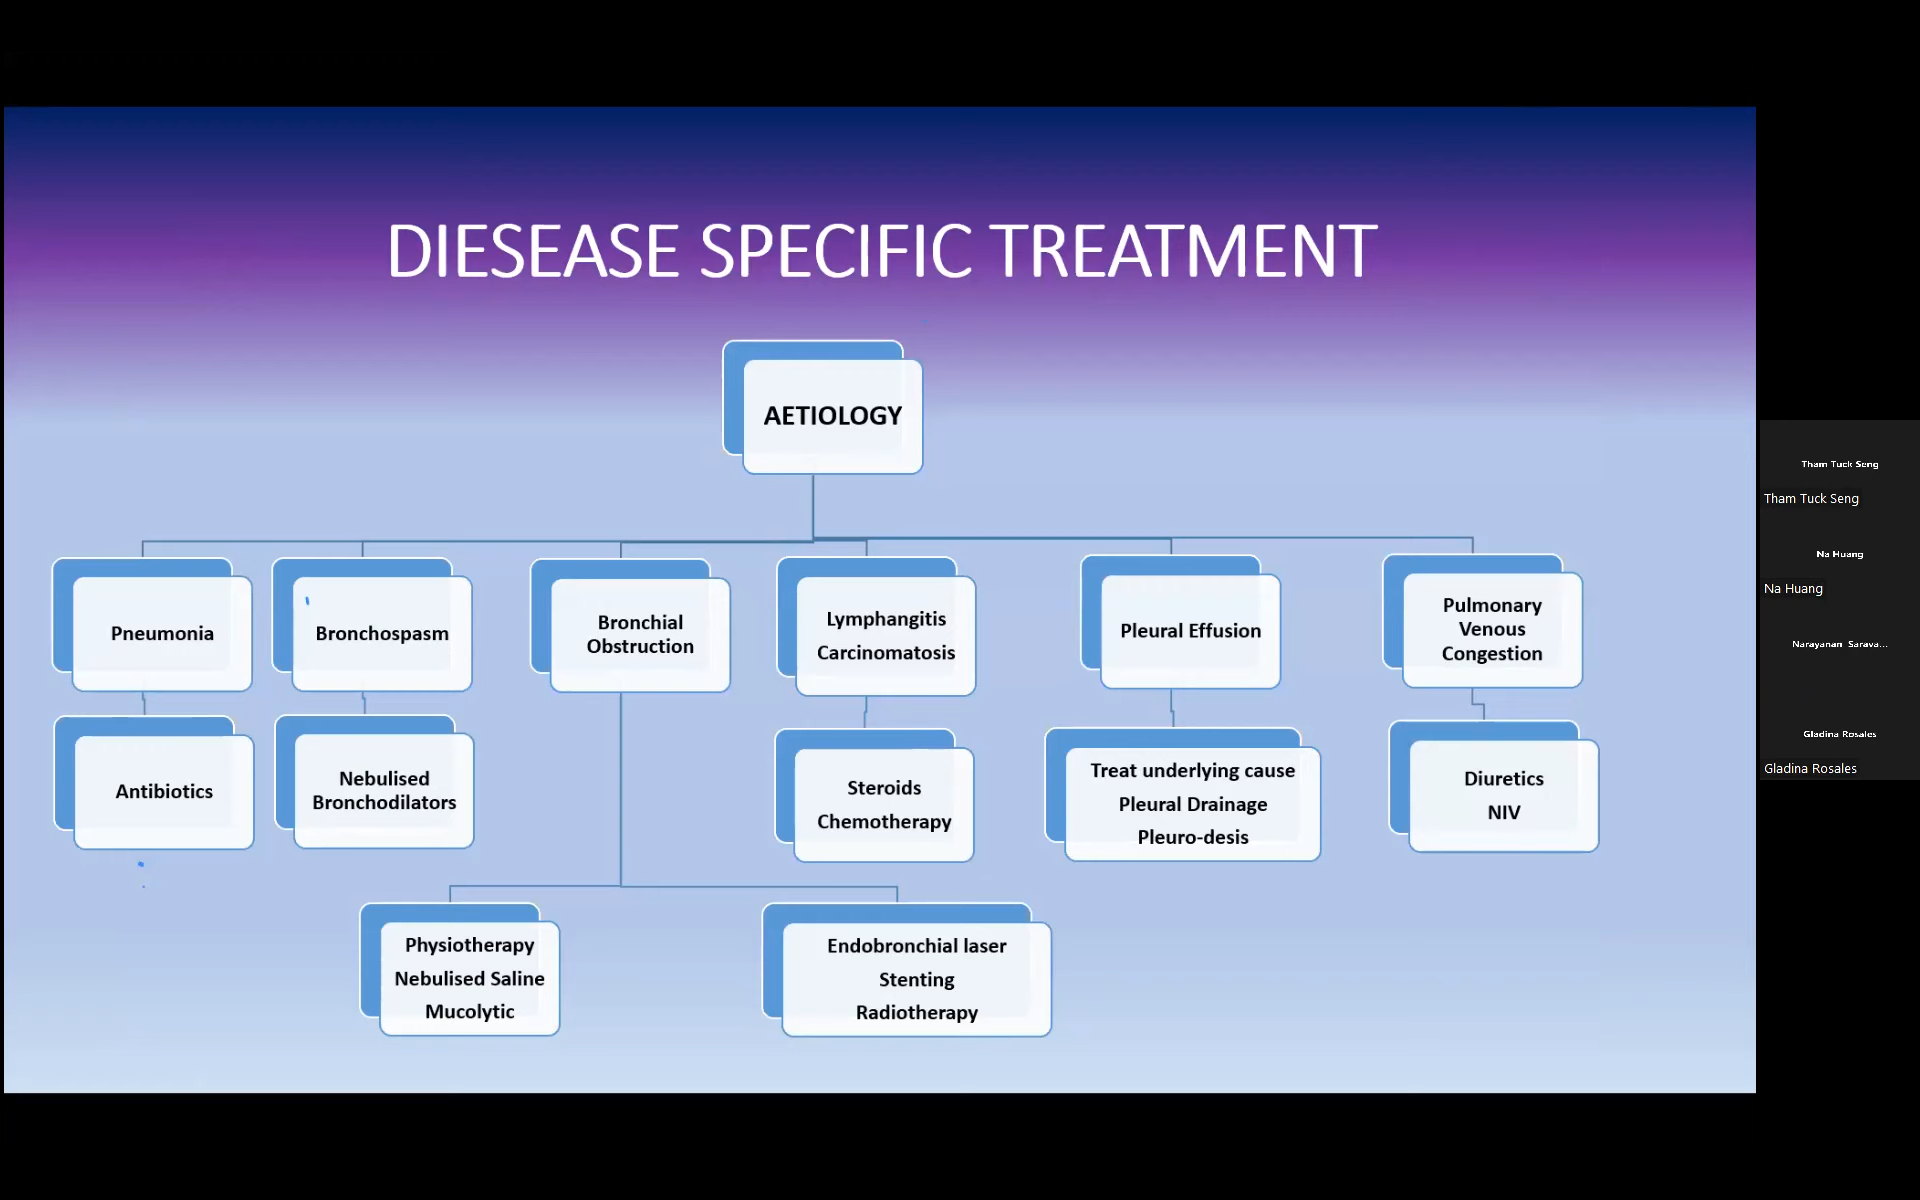 DIESEASE SPECIFIC TREATMENT
AETIOLOGY
Pneumonia
Bronchospasm
Bronchial
Obstruction
Lymphangitis
Carcinomatosis
Pleural Effusion
Pulmonary
Venous
Congestion
Antibiotics
Nebulised
Bronchodilators
Steroids
Chemotherapy
Treat underlying cause
Pleural Drainage
Pleuro-desis
Diuretics
NIV
Physiotherapy
Nebulised Saline
Mucolytic
Endobronchial laser
Stenting
Radiotherapy
Tham Tuck Seng
Tham Tuck Seng
Na Huang
Na Huang
Narayanan Sarava...
Gladina Rosales
Gladina Rosales